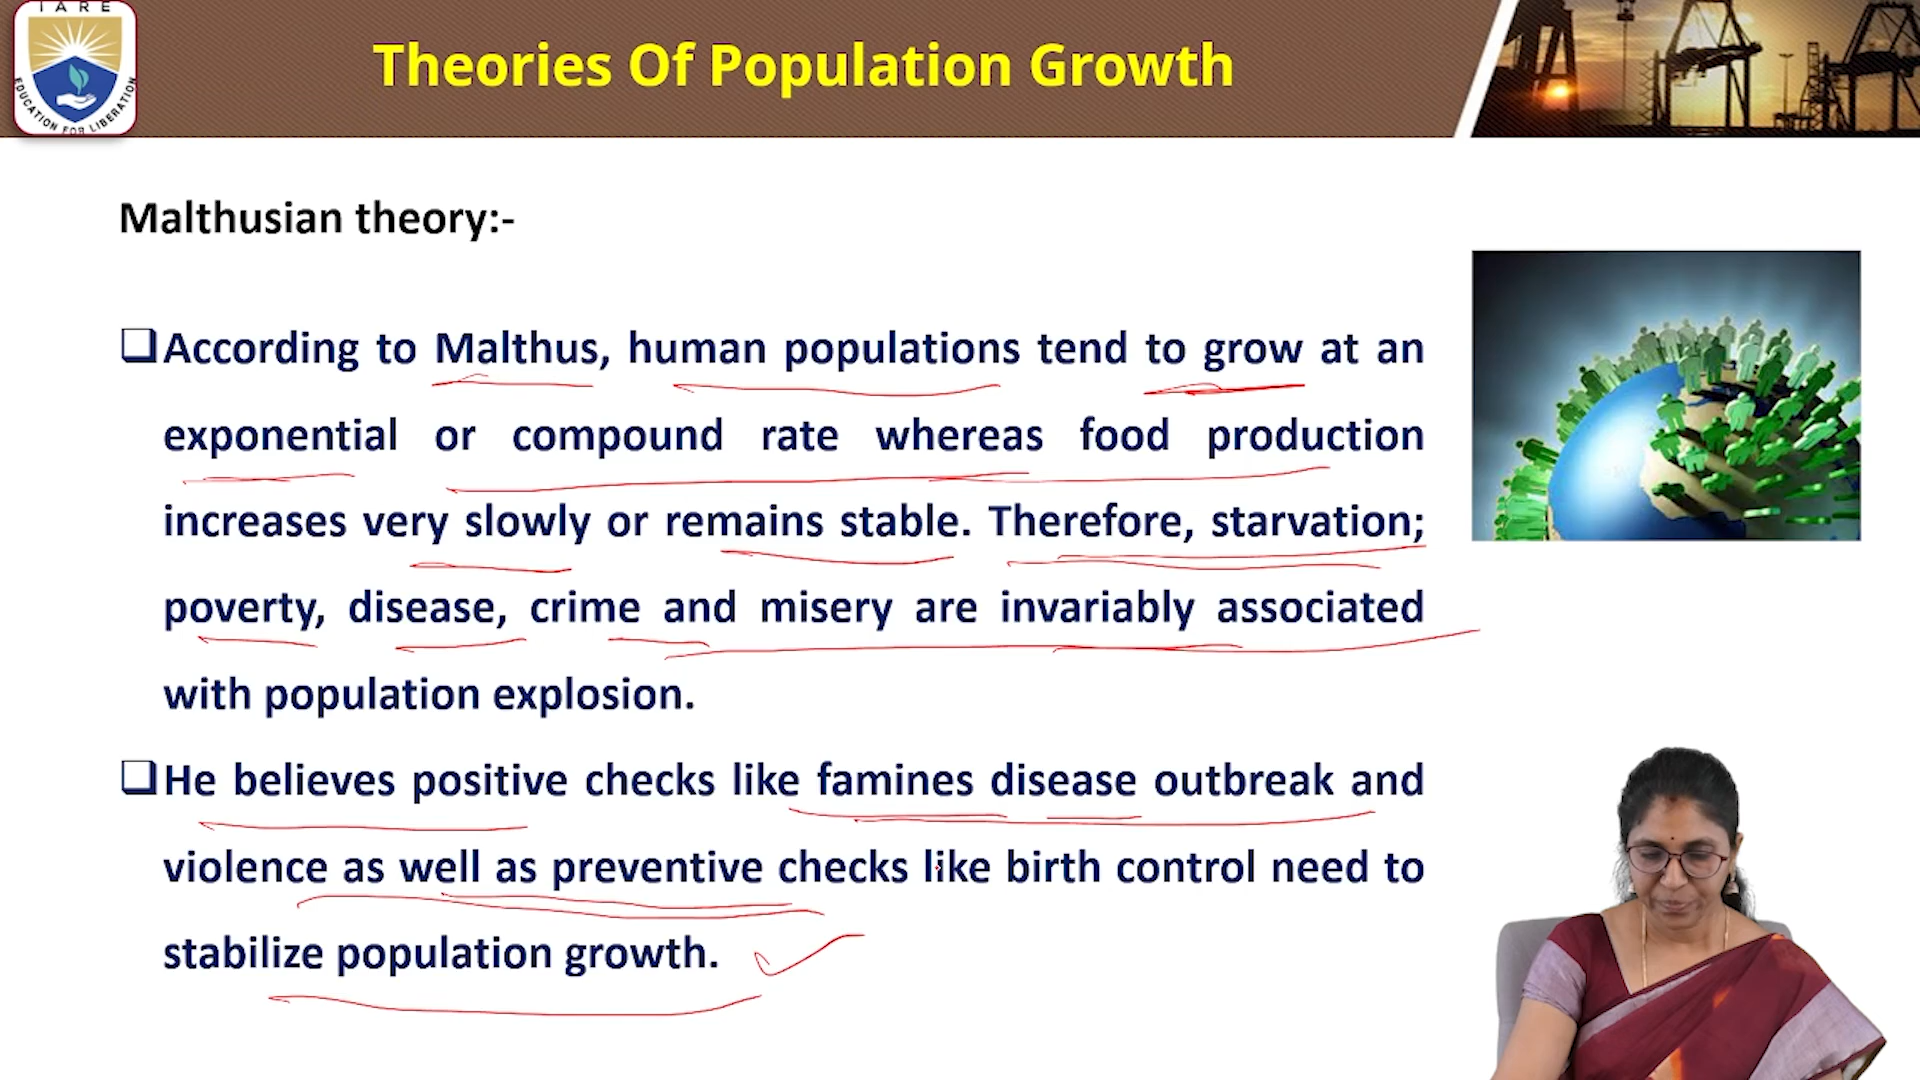 IARE
EDUCATION FOR LIBERATION
Theories Of Population Growth
Malthusian theory:-
According to Malthus, human populations tend to grow at an
exponential or compound rate whereas food production
increases very slowly or remains stable. Therefore, starvation;
poverty, disease, crime and misery are invariably associated
with population explosion.
He believes positive checks like famines disease outbreak and
violence as well as preventive checks like birth control need to
stabilize population growth.